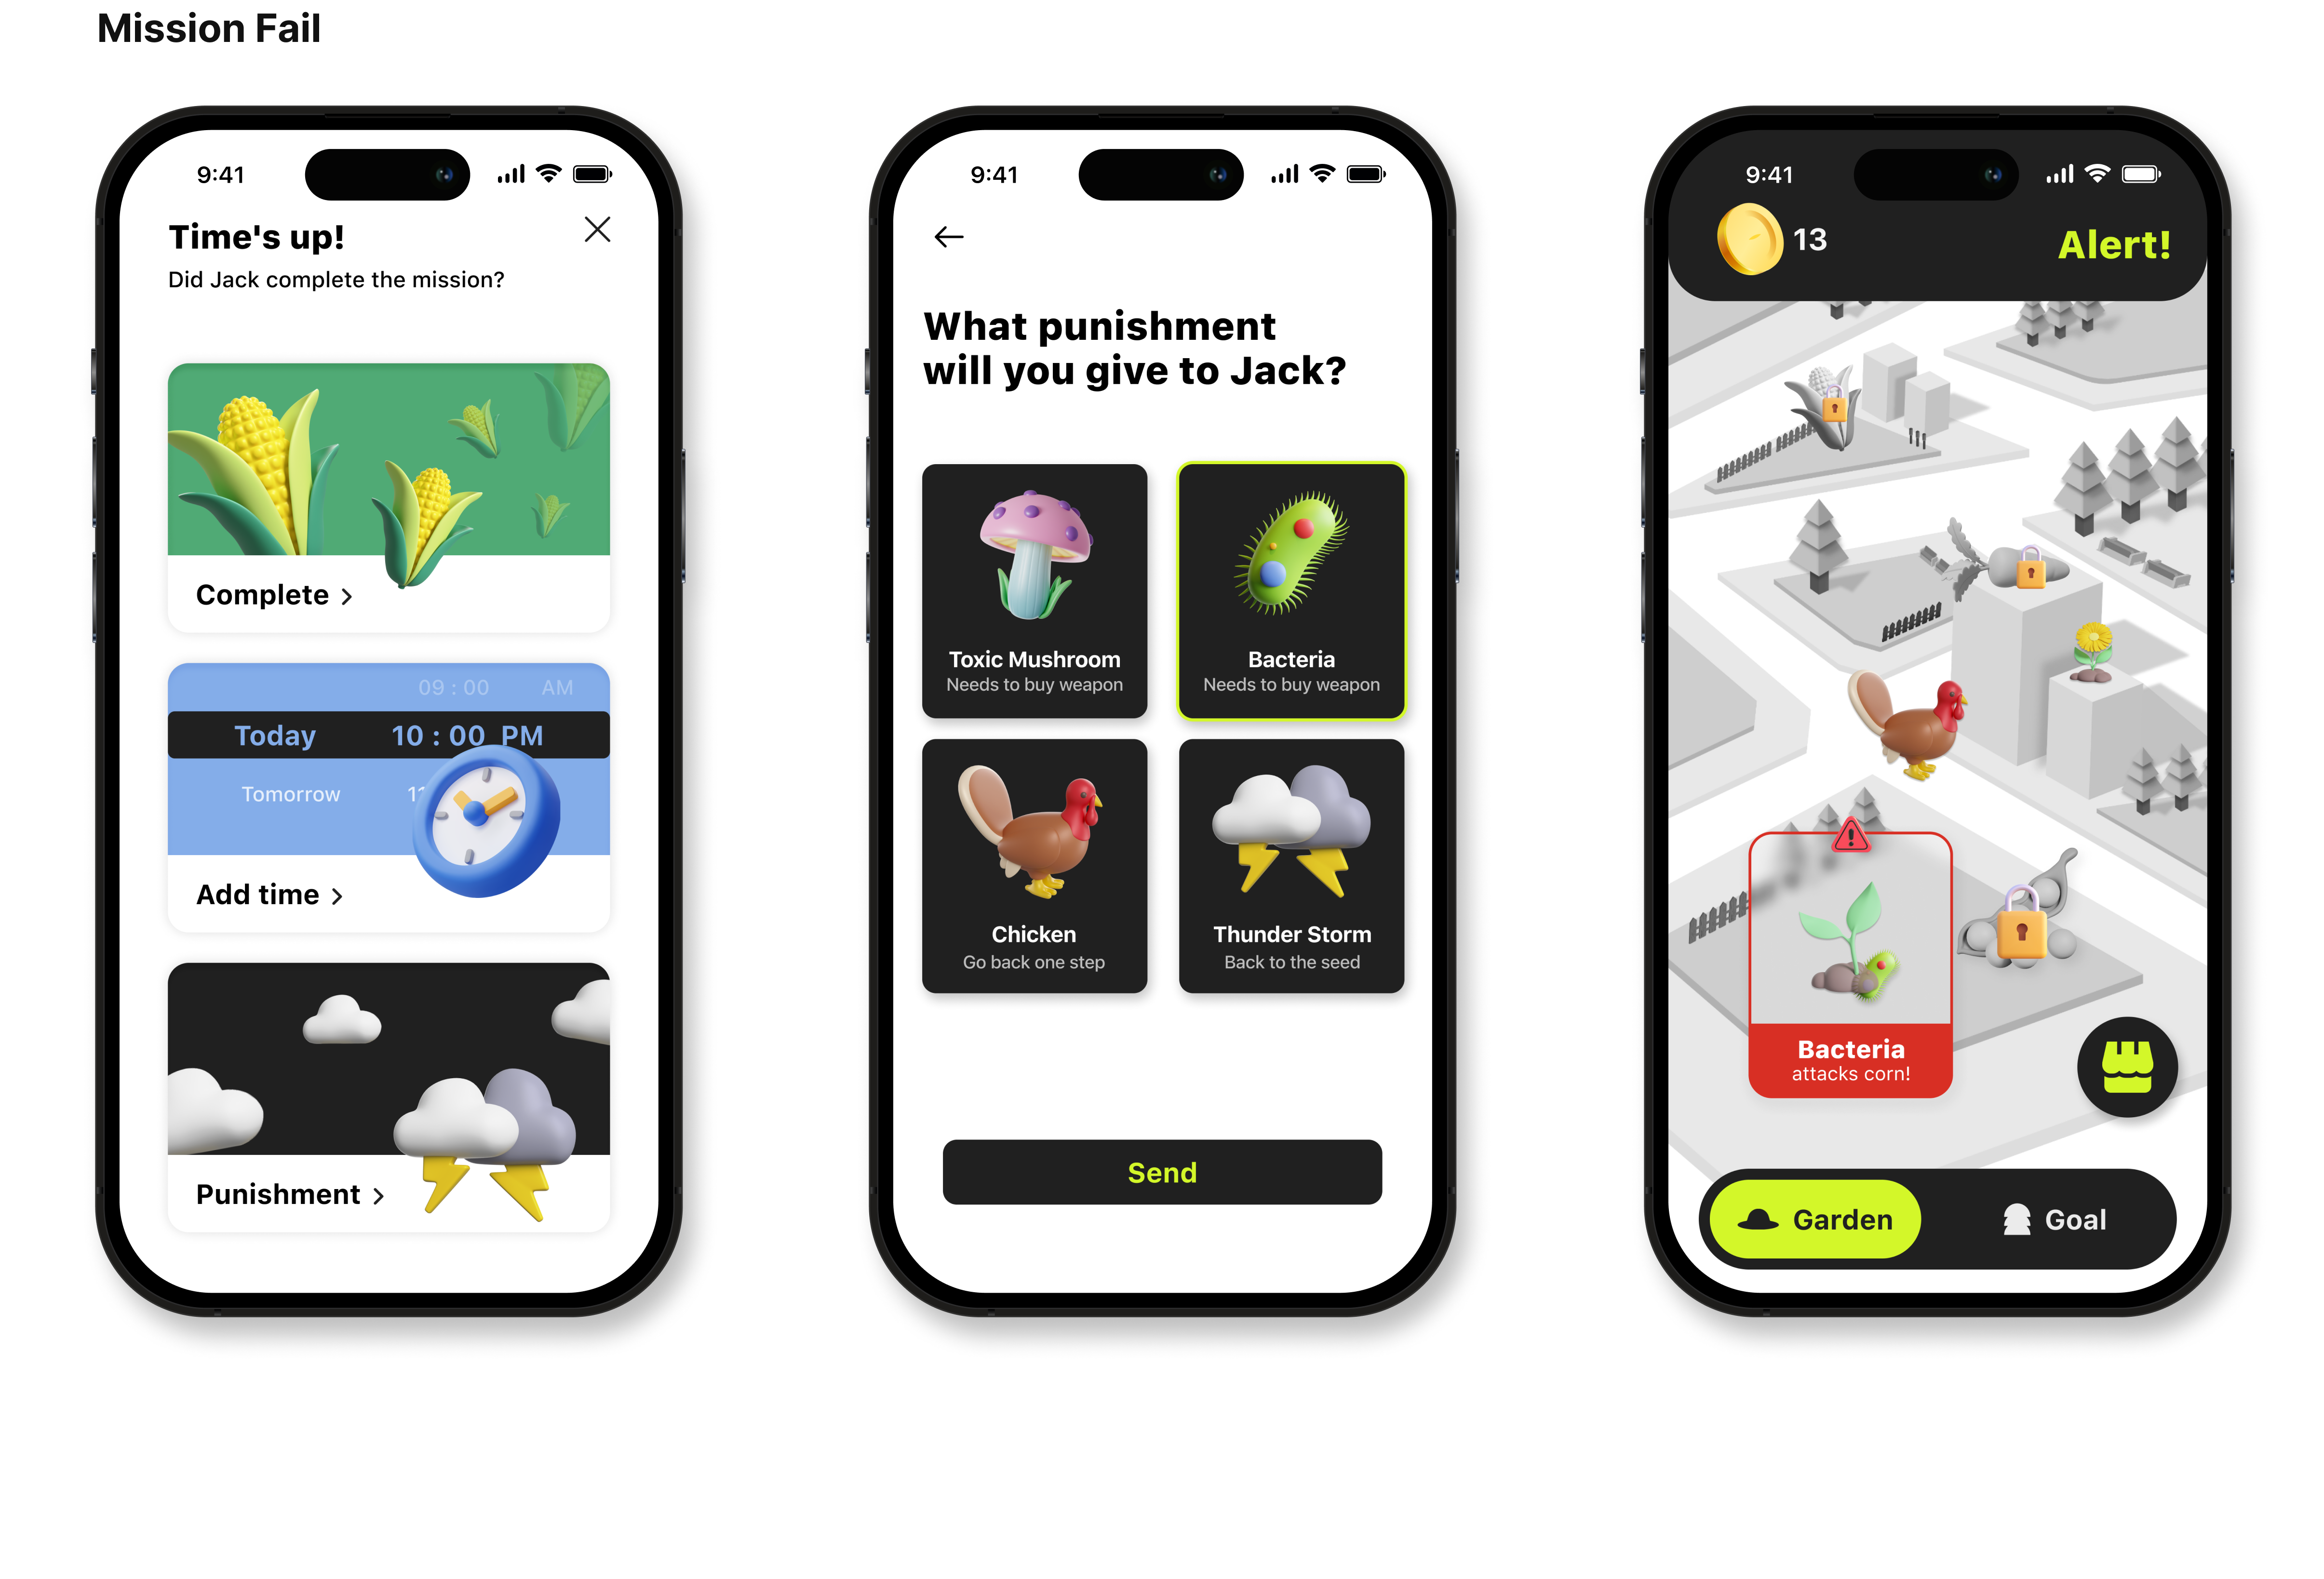 Mission Fail
9:41
Time's up!
Did Jack complete the mission?
Complete
09 : 00 AM
Today 10 : 00 PM
Tomorrow
Add time
Punishment
9:41
What punishment
will you give to Jack?
Toxic Mushroom
Needs to buy weapon
Bacteria
Needs to buy weapon
Chicken
Go back one step
Thunder Storm
Back to the seed
Send
9:41
13
Alert!
Bacteria
attacks corn!
Garden
Goal